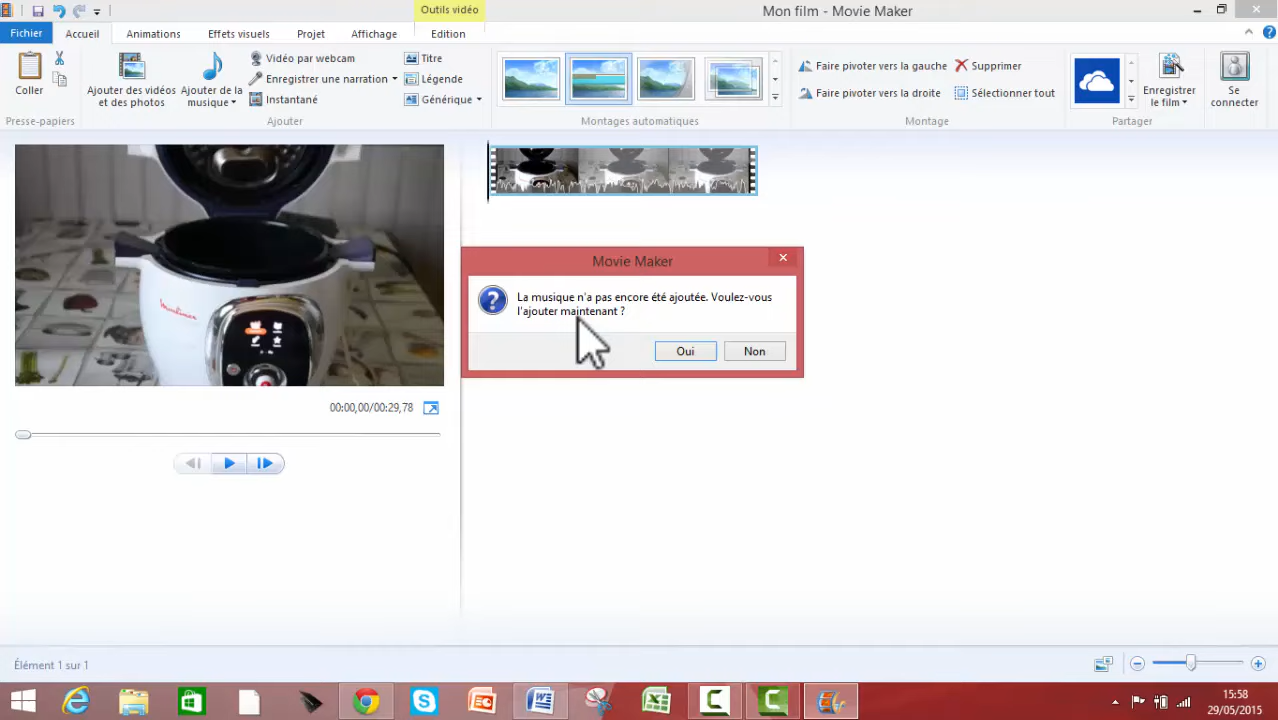 Outils vidéo
Mon film - Movie Maker
Fichier
Accueil
Animations
Effets visuels
Projet
Affichage
Edition
Coller
Presse-papiers
Ajouter des vidéos
et des photos
Ajouter de la
musique
Vidéo par webcam
Enregistrer une narration
Instantané
Titre
Légende
Générique
Ajouter
Montages automatiques
Faire pivoter vers la gauche
Supprimer
Faire pivoter vers la droite
Sélectionner tout
Montage
Enregistrer
le film
Partager
Se
connecter
moulinex
Movie Maker
La musique n'a pas encore été ajoutée. Voulez-vous
l'ajouter maintenant ?
Oui
Non
00:00,00/00:29,78
Élément 1 sur 1
15:58
29/05/2015